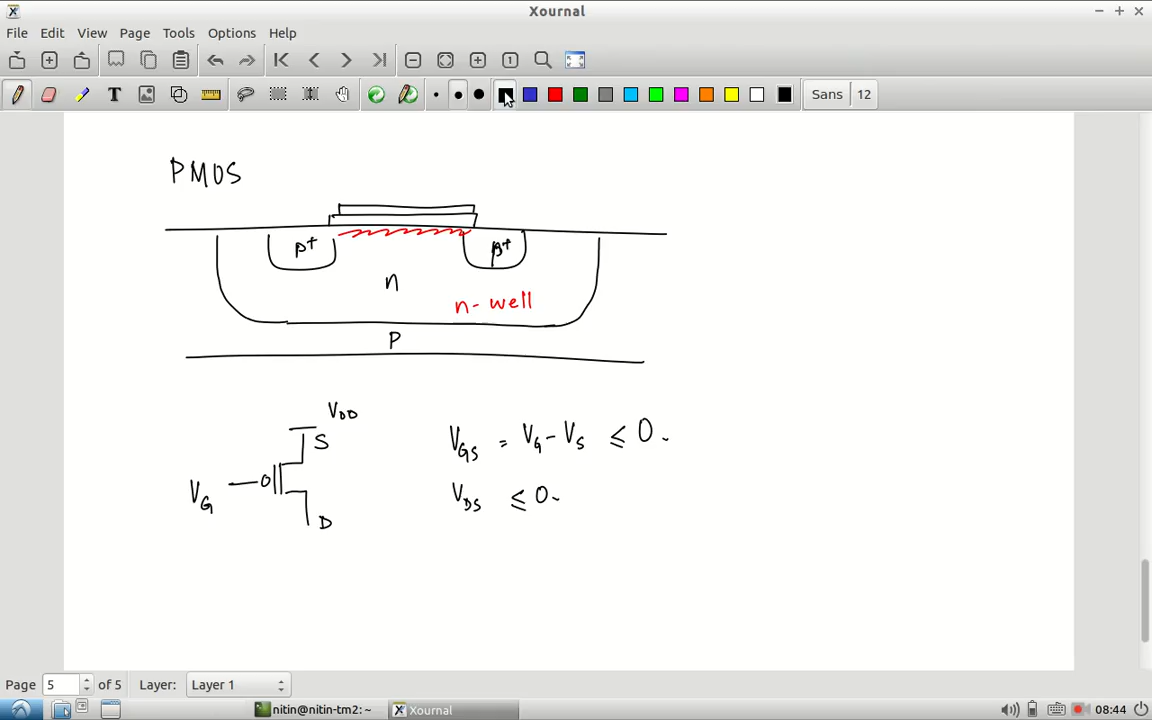 Xournal
File Edit View Page Tools Options Help
Sans 12
PMOS
p+ p+
n
n-well
P
VDD
S
VG
D
VGS = VG - VS ≤ 0.
VDS ≤ 0.
Page 5 of 5 Layer: Layer 1
nitin@nitin-tm2: ~ Xournal 08:44